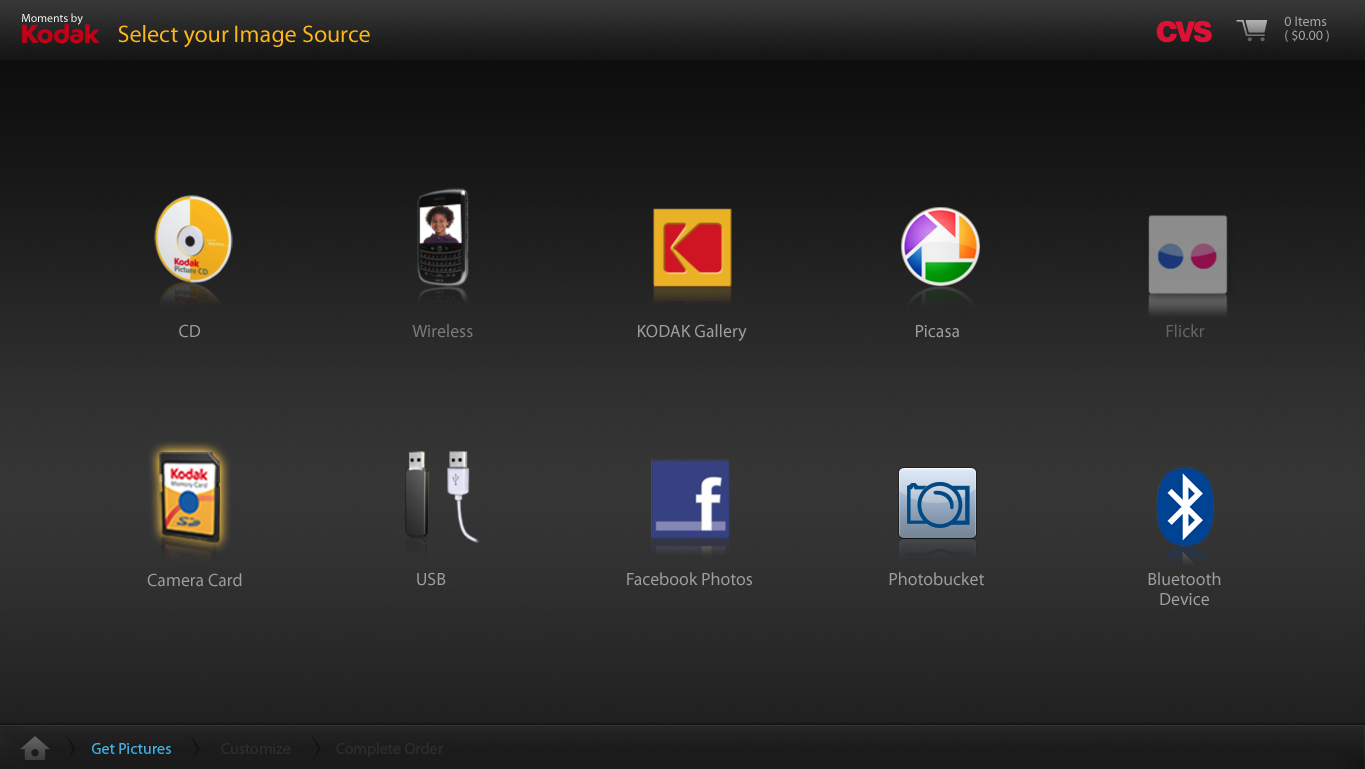 Moments by
Kodak
Select your Image Source
CVS
0 Items
( $0.00 )
Kodak
Picture CD
CD
Wireless
KODAK Gallery
Picasa
Flickr
Kodak
Memory Card
SD
Camera Card
USB
f
Facebook Photos
Photobucket
Bluetooth
Device
Get Pictures
Customize
Complete Order